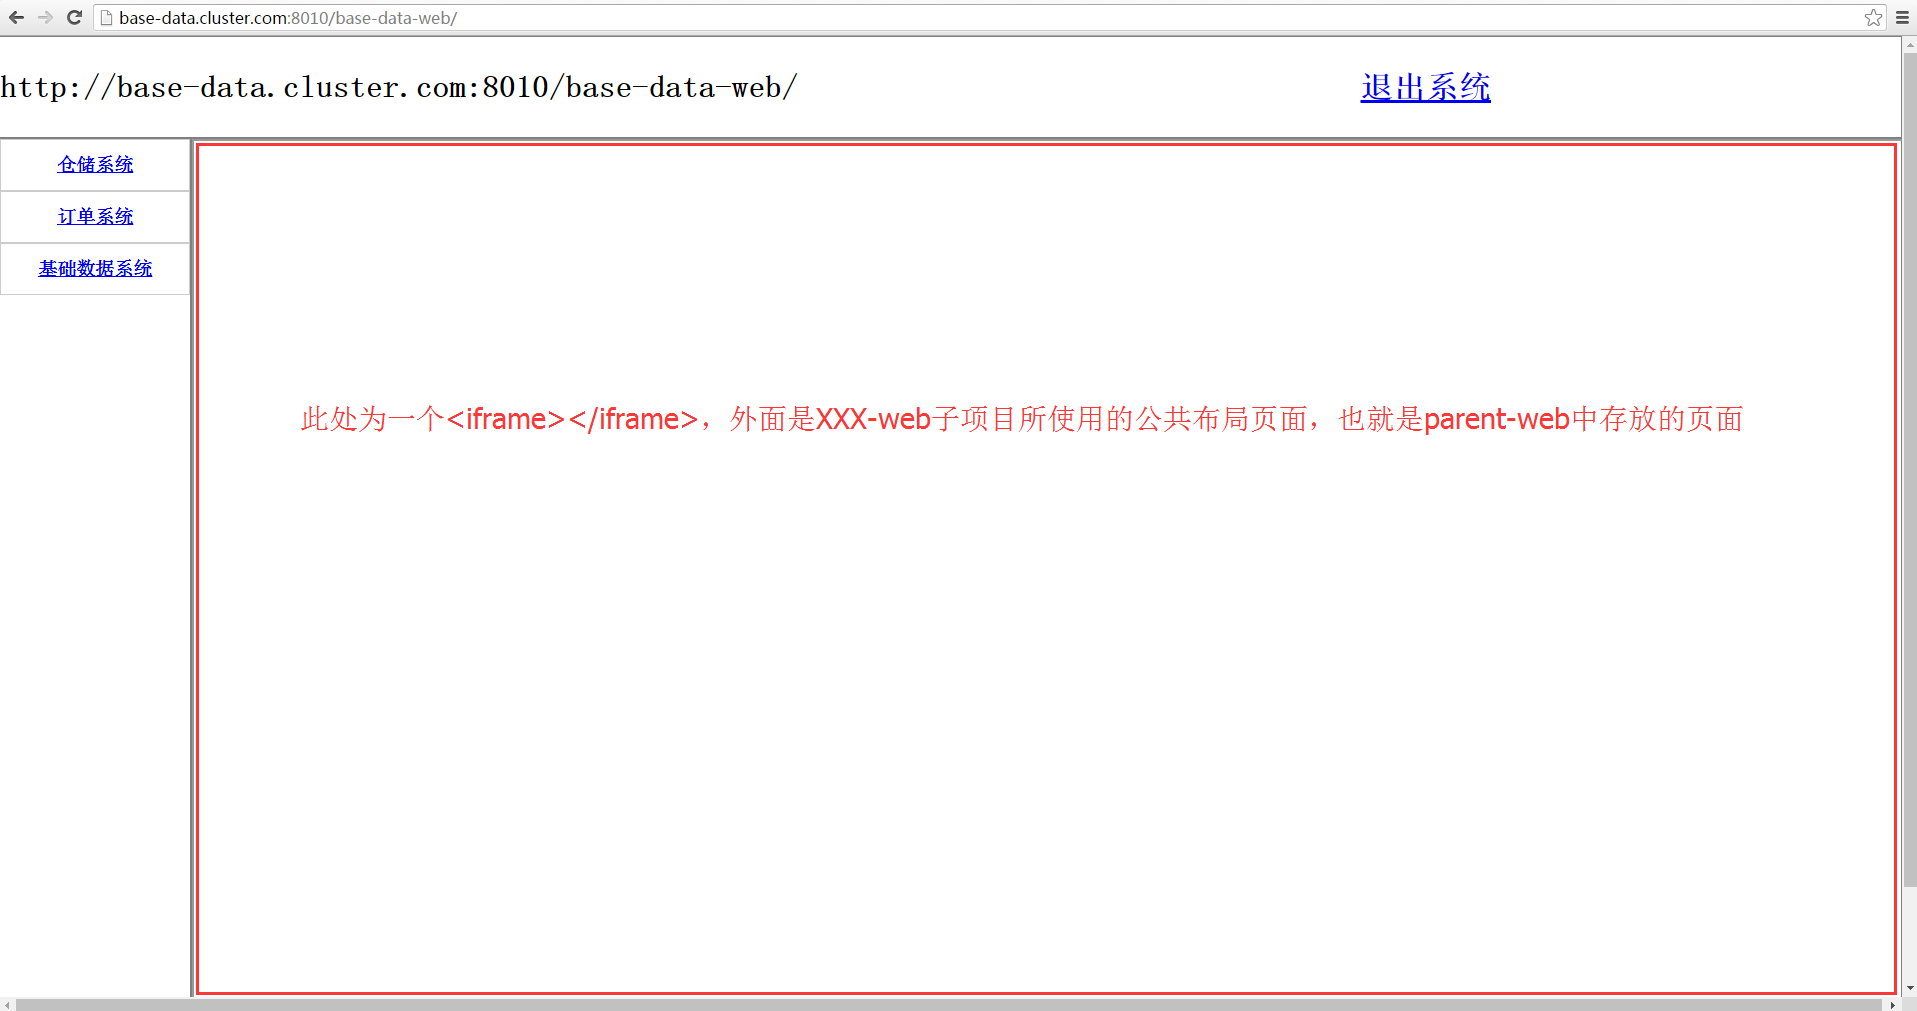 base-data.cluster.com:8010/base-data-web/
http://base-data.cluster.com:8010/base-data-web/
退出系统
仓储系统
订单系统
基础数据系统
此处为一个<iframe></iframe>，外面是XXX-web子项目所使用的公共布局页面，也就是parent-web中存放的页面